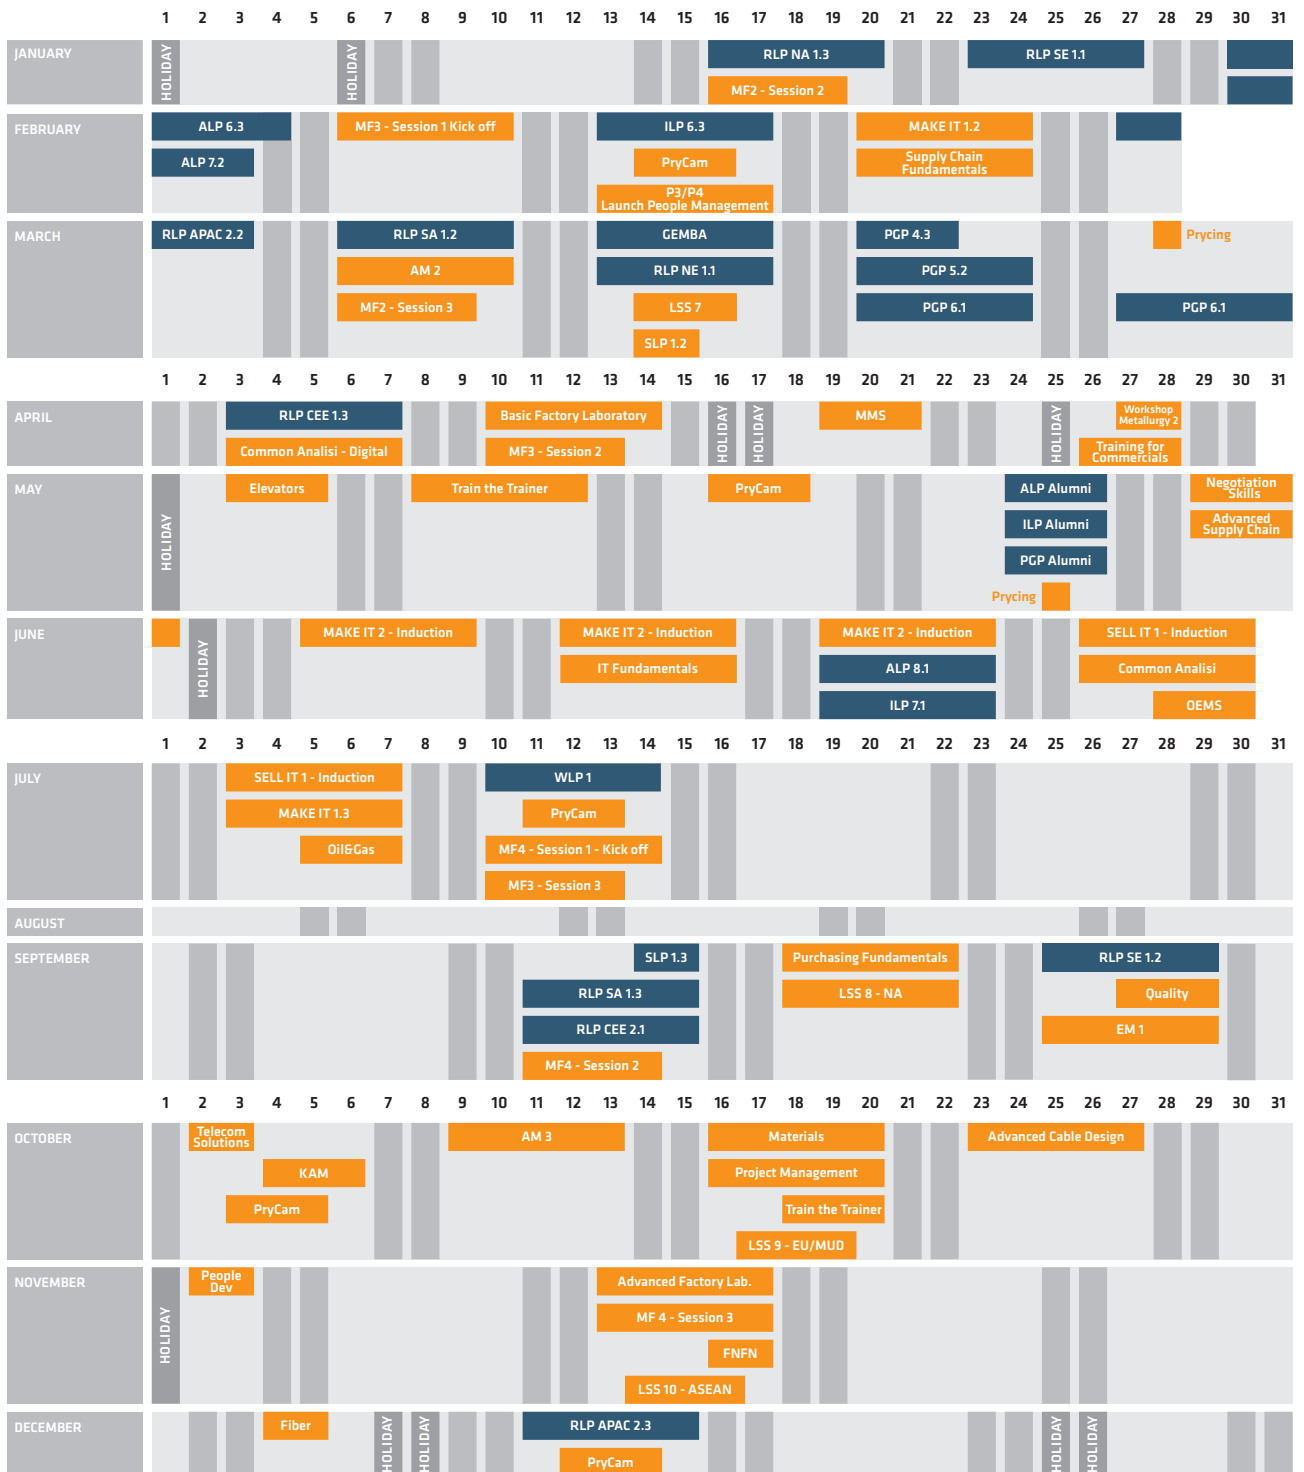 1 2 3 4 5 6 7 8 9 10 11 12 13 14 15 16 17 18 19 20 21 22 23 24 25 26 27 28 29 30 31
JANUARY
HOLIDAY
HOLIDAY
RLP NA 1.3
RLP SE 1.1
MF2 - Session 2
FEBRUARY
ALP 6.3
MF3 - Session 1 Kick off
ILP 6.3
MAKE IT 1.2
ALP 7.2
PryCam
Supply Chain
Fundamentals
P3/P4
Launch People Management
MARCH
RLP APAC 2.2
RLP SA 1.2
GEMBA
PGP 4.3
Prycing
AM 2
RLP NE 1.1
PGP 5.2
MF2 - Session 3
LSS 7
PGP 6.1
PGP 6.1
SLP 1.2
1 2 3 4 5 6 7 8 9 10 11 12 13 14 15 16 17 18 19 20 21 22 23 24 25 26 27 28 29 30 31
APRIL
RLP CEE 1.3
Basic Factory Laboratory
HOLIDAY
HOLIDAY
MMS
HOLIDAY
Workshop
Metallurgy 2
Common Analisi - Digital
MF3 - Session 2
Training for
Commercials
MAY
HOLIDAY
Elevators
Train the Trainer
PryCam
ALP Alumni
Negotiation
Skills
ILP Alumni
Advanced
Supply Chain
PGP Alumni
Prycing
JUNE
HOLIDAY
MAKE IT 2 - Induction
MAKE IT 2 - Induction
MAKE IT 2 - Induction
SELL IT 1 - Induction
IT Fundamentals
ALP 8.1
Common Analisi
ILP 7.1
OEMS
1 2 3 4 5 6 7 8 9 10 11 12 13 14 15 16 17 18 19 20 21 22 23 24 25 26 27 28 29 30 31
JULY
SELL IT 1 - Induction
WLP 1
MAKE IT 1.3
PryCam
Oil&Gas
MF4 - Session 1 - Kick off
MF3 - Session 3
AUGUST
SEPTEMBER
SLP 1.3
Purchasing Fundamentals
RLP SE 1.2
RLP SA 1.3
LSS 8 - NA
Quality
RLP CEE 2.1
EM 1
MF4 - Session 2
1 2 3 4 5 6 7 8 9 10 11 12 13 14 15 16 17 18 19 20 21 22 23 24 25 26 27 28 29 30 31
OCTOBER
Telecom
Solutions
AM 3
Materials
Advanced Cable Design
KAM
Project Management
PryCam
Train the Trainer
LSS 9 - EU/MUD
NOVEMBER
HOLIDAY
People
Dev
Advanced Factory Lab.
MF 4 - Session 3
FNFN
LSS 10 - ASEAN
DECEMBER
Fiber
HOLIDAY
HOLIDAY
RLP APAC 2.3
HOLIDAY
HOLIDAY
PryCam